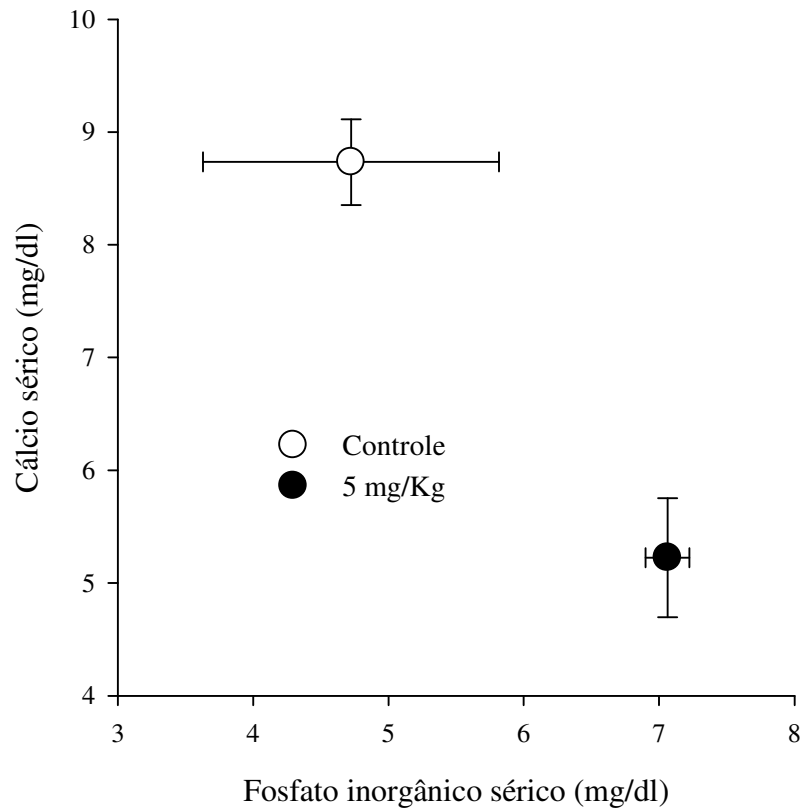 10
9
8
7
6
5
4
Cálcio sérico (mg/dl)
Controle
5 mg/Kg
3 4 5 6 7 8
Fosfato inorgânico sérico (mg/dl)